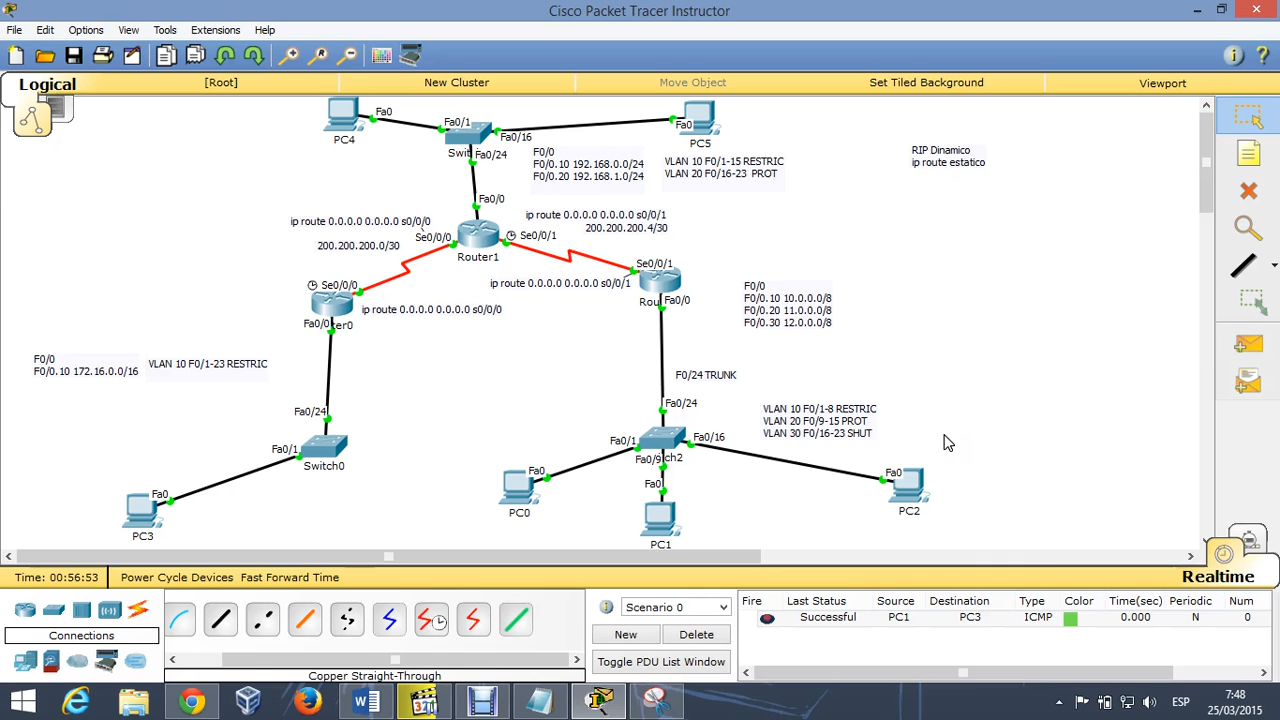 Cisco Packet Tracer Instructor
File Edit Options View Tools Extensions Help
Logical
[Root]
New Cluster
Move Object
Set Tiled Background
Viewport
PC4
Fa0
Fa0/1
Fa0/16
Fa0
PC5
Fa0/24
F0/0
F0/0.10 192.168.0.0/24
F0/0.20 192.168.1.0/24
VLAN 10 F0/1-15 RESTRIC
VLAN 20 F0/16-23 PROT
RIP Dinamico
ip route estatico
Fa0/0
ip route 0.0.0.0 0.0.0.0 s0/0/0
ip route 0.0.0.0 0.0.0.0 s0/0/1
200.200.200.4/30
Se0/0/0
Se0/0/1
200.200.200.0/30
Router1
Se0/0/1
ip route 0.0.0.0 0.0.0.0 s0/0/1
Se0/0/0
Rou
Fa0/0
ip route 0.0.0.0 0.0.0.0 s0/0/0
Fa0/0
ter0
F0/0
F0/0.10 10.0.0.0/8
F0/0.20 11.0.0.0/8
F0/0.30 12.0.0.0/8
F0/0
F0/0.10 172.16.0.0/16
VLAN 10 F0/1-23 RESTRIC
F0/24 TRUNK
Fa0/24
Fa0/24
VLAN 10 F0/1-8 RESTRIC
VLAN 20 F0/9-15 PROT
VLAN 30 F0/16-23 SHUT
Fa0/1
Switch0
Fa0/1
Fa0/16
Fa0/9
tch2
Fa0
PC3
Fa0
PC0
Fa0
PC1
Fa0
PC2
Time: 00:56:53
Power Cycle Devices Fast Forward Time
Realtime
Connections
Copper Straight-Through
Scenario 0
New
Delete
Toggle PDU List Window
Fire Last Status Source Destination Type Color Time(sec) Periodic Num
Successful PC1 PC3 ICMP 0.000 N 0
ESP
7:48
25/03/2015